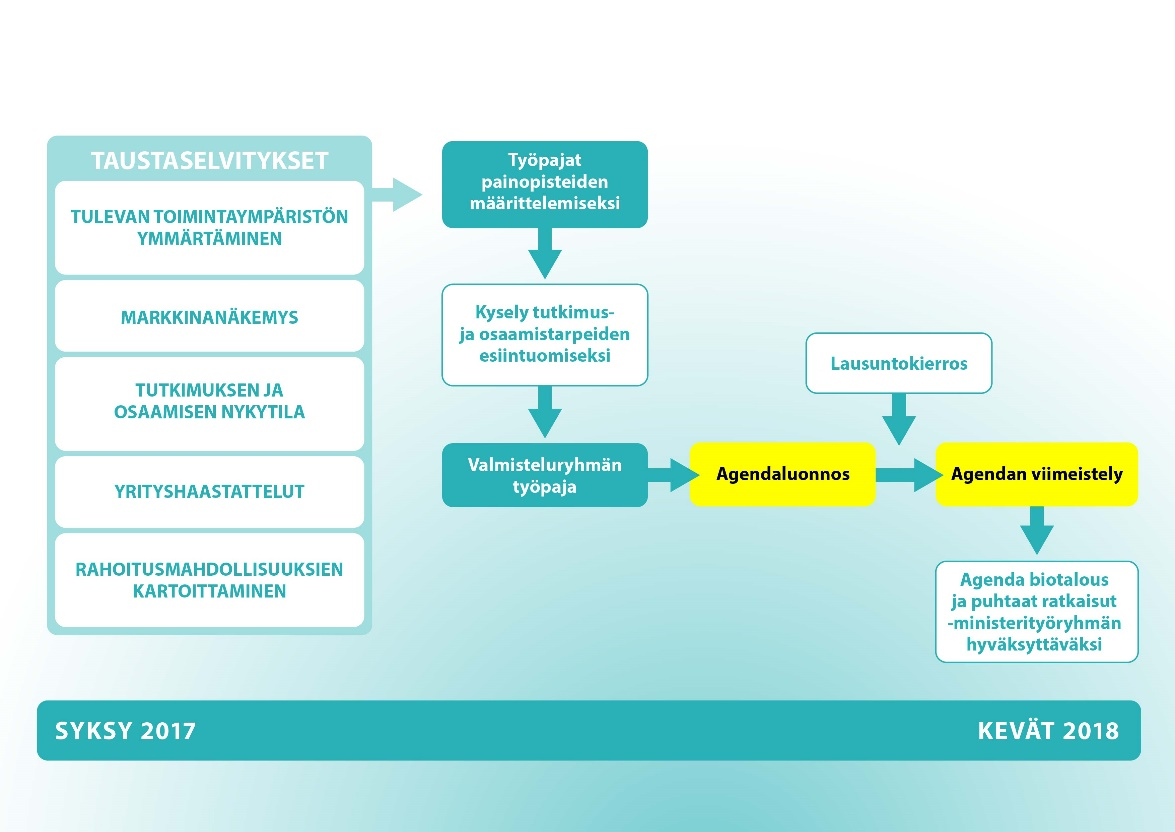 TAUSTASELVITYKSET
TULEVAN TOIMINTAYMPÄRISTÖN
YMMÄRTÄMINEN
MARKKINANÄKEMYS
TUTKIMUKSEN JA
OSAAMISEN NYKYTILA
YRITYSHAASTATTELUT
RAHOITUSMAHDOLLISUUKSIEN
KARTOITTAMINEN
Työpajat
painopisteiden
määrittelemiseksi
Kysely tutkimus-
ja osaamistarpeiden
esiintuomiseksi
Valmisteluryhmän
työpaja
Agendaluonnos
Lausuntokierros
Agendan viimeistely
Agenda biotalous
ja puhtaat ratkaisut
-ministerityöryhmän
hyväksyttäväksi
SYKSY 2017
KEVÄT 2018